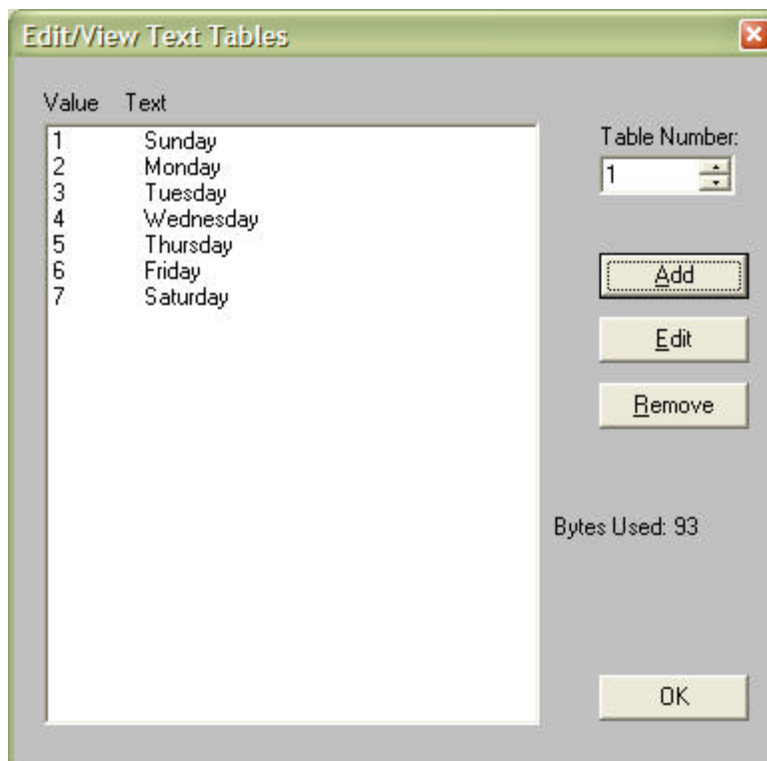 Edit/View Text Tables
Value Text
1 Sunday
2 Monday
3 Tuesday
4 Wednesday
5 Thursday
6 Friday
7 Saturday
Table Number:
1
Add
Edit
Remove
Bytes Used: 93
OK